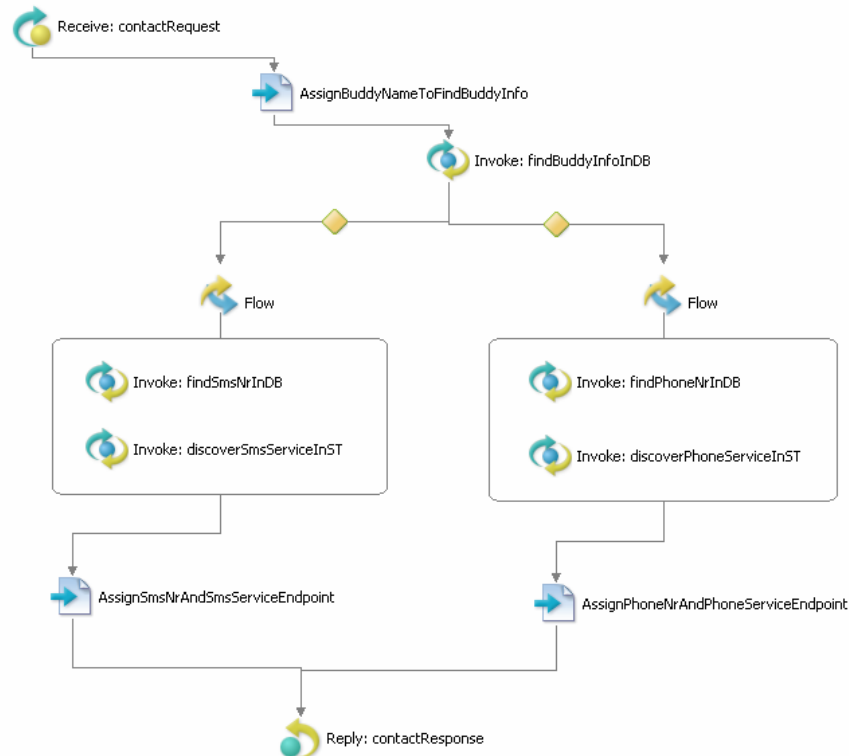 Receive: contactRequest
AssignBuddyNameToFindBuddyInfo
Invoke: findBuddyInfoInDB
Flow
Flow
Invoke: findSmsNrInDB
Invoke: findPhoneNrInDB
Invoke: discoverSmsServiceInST
Invoke: discoverPhoneServiceInST
AssignSmsNrAndSmsServiceEndpoint
AssignPhoneNrAndPhoneServiceEndpoint
Reply: contactResponse